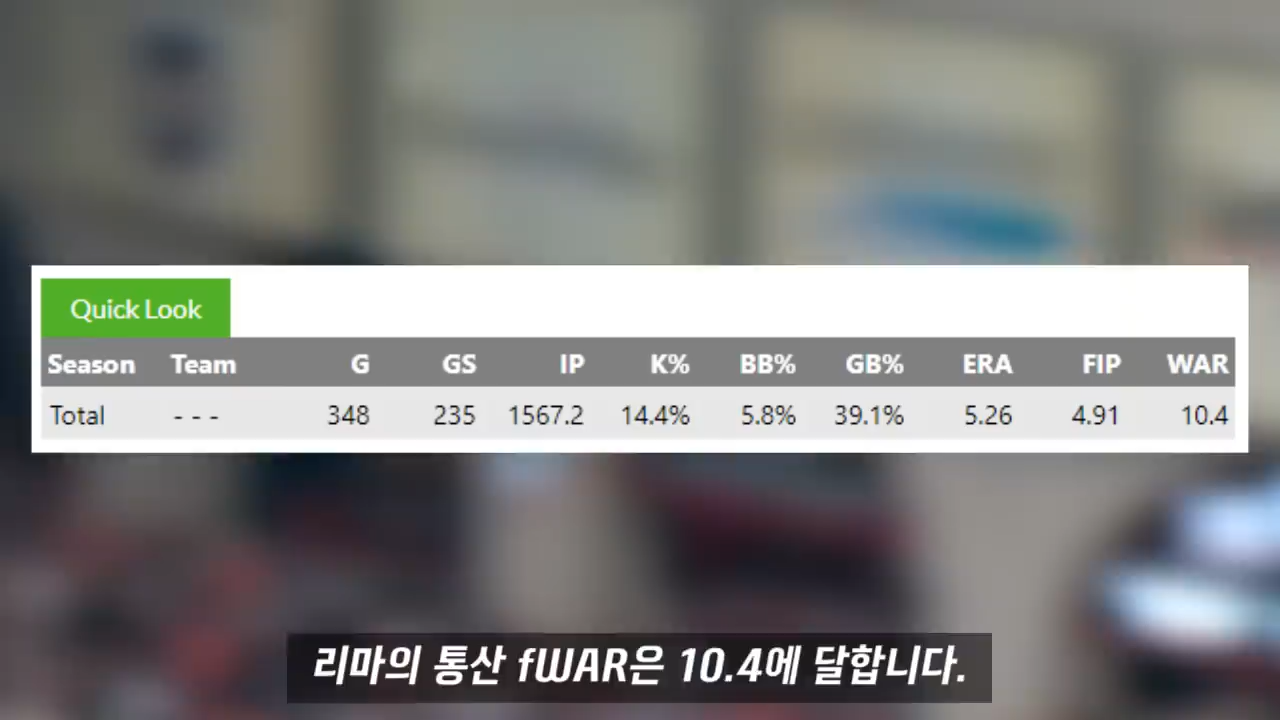 Quick Look
Season Team G GS IP K% BB% GB% ERA FIP WAR
Total - - - 348 235 1567.2 14.4% 5.8% 39.1% 5.26 4.91 10.4
리마의 통산 fWAR은 10.4에 달합니다.